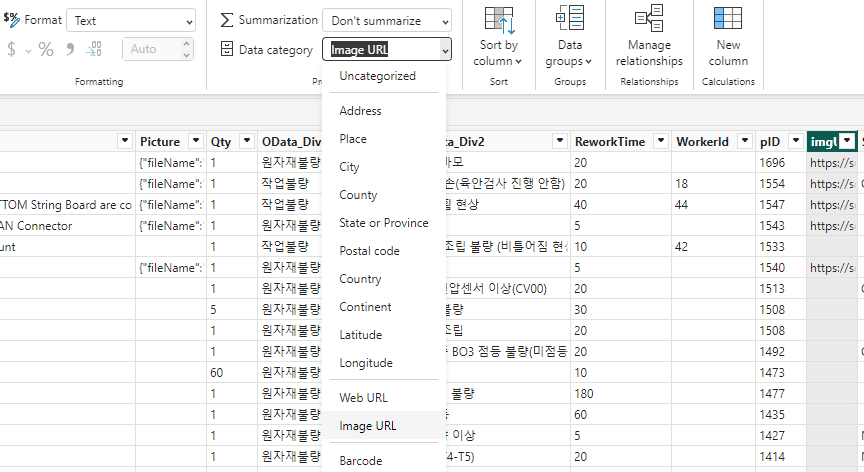 Format Text
$ % 9 .00
Auto
Formatting
Summarization Don't summarize
Data category Image URL
Sort by
column
Sort
Data
groups
Groups
Manage
relationships
Relationships
New
column
Calculations
Uncategorized
Address
Place
City
County
State or Province
Postal code
Country
Continent
Latitude
Longitude
Web URL
Image URL
Barcode
Picture Qty OData_Div ta_Div2 ReworkTime WorkerId pID imgl
{"fileName": 1 원자재불량 마모 20 1696 https://s
{"fileName": 1 작업불량 손(육안검사 진행 안함) 20 18 1554 https://s
TTOM String Board are co {"fileName": 1 작업불량 현상 40 44 1547 https://s
AN Connector {"fileName": 1 원자재불량 5 1543 https://s
unt 1 작업불량 조립 불량 (비틀어짐 현상 10 42 1533
{"fileName": 1 원자재불량 5 1540 https://s
1 원자재불량 압센서 이상(CV00) 20 1513
5 원자재불량 불량 30 1508
1 원자재불량 조립 20 1508
1 원자재불량 BO3 점등 불량(미점등 20 1492
60 원자재불량 10 1473
1 원자재불량 불량 180 1477
1 원자재불량 60 1435
1 원자재불량 이상 5 1427
1 원자재불량 4-T5) 20 1414